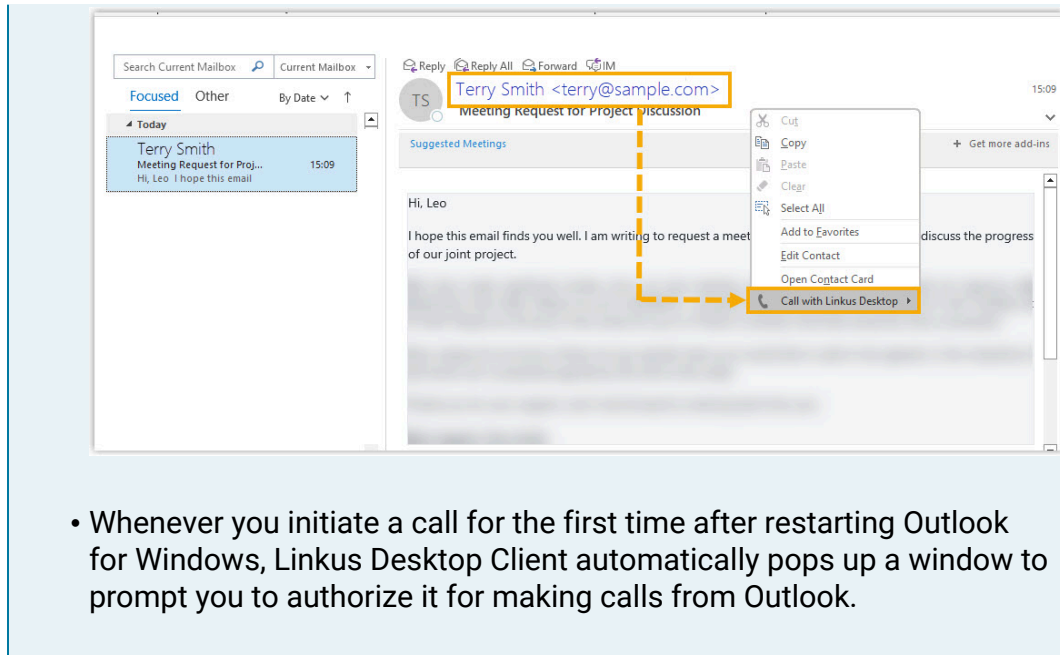 Search Current Mailbox Current Mailbox
Reply Reply All Forward IM
Focused Other By Date
TS
Terry Smith <terry@sample.com>
15:09
Meeting Request for Project Discussion
Today
Terry Smith
Meeting Request for Proj... 15:09
Hi, Leo I hope this email
Suggested Meetings
+ Get more add-ins
Hi, Leo
I hope this email finds you well. I am writing to request a meet
discuss the progress
of our joint project.
Cut
Copy
Paste
Clear
Select All
Add to Favorites
Edit Contact
Open Contact Card
Call with Linkus Desktop
• Whenever you initiate a call for the first time after restarting Outlook
for Windows, Linkus Desktop Client automatically pops up a window to
prompt you to authorize it for making calls from Outlook.